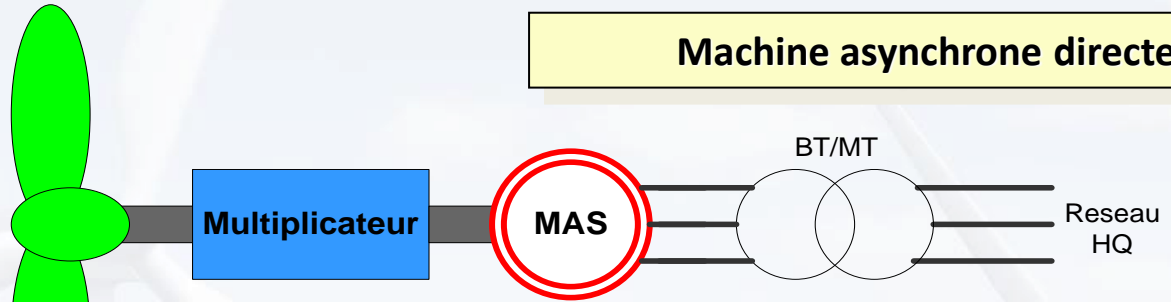 Machine asynchrone directe
BT/MT
Multiplicateur
MAS
Reseau
HQ